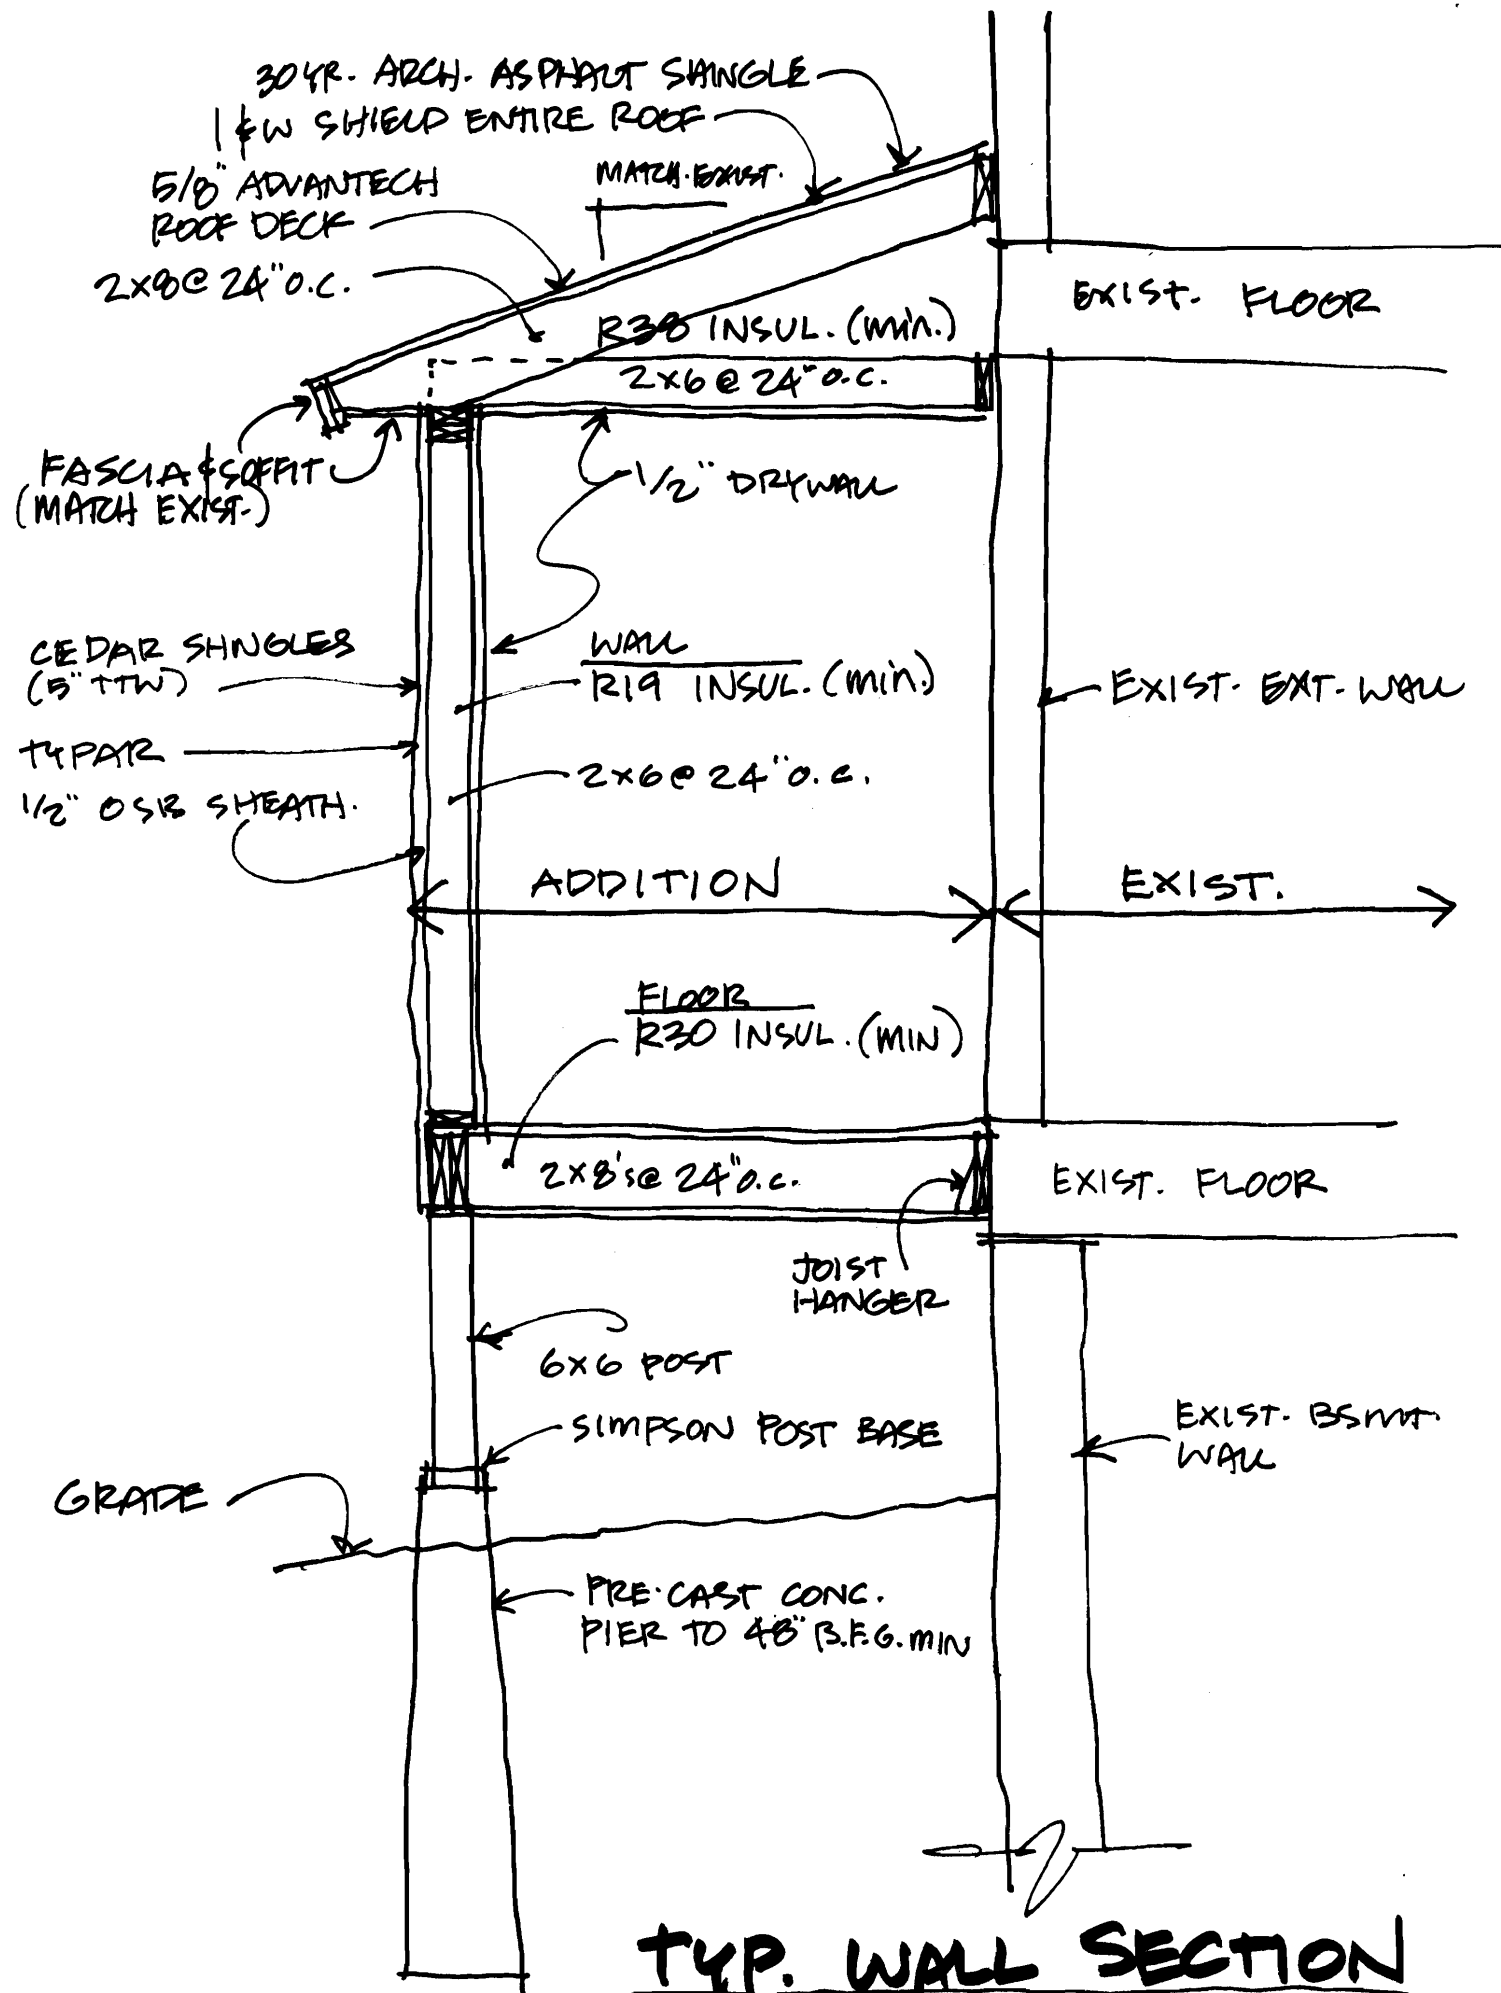 30 YR. ARCH. ASPHALT SHINGLE
I & W SHIELD ENTIRE ROOF
5/8" ADVANTECH
ROOF DECK
MATCH. EXIST.
2x8 @ 24" O.C.
EXIST. FLOOR
R38 INSUL. (min.)
2x6 @ 24" O.C.
FASCIA & SOFFIT
(MATCH EXIST.)
1/2" DRYWALL
CEDAR SHNGLES
(5" TTW)
WALL
R19 INSUL. (min.)
EXIST. EXT. WALL
TYPAR
2x6 @ 24" O.C.
1/2" OSB SHEATH.
ADDITION
EXIST.
FLOOR
R30 INSUL. (MIN)
2x8's @ 24" O.C.
EXIST. FLOOR
JOIST
HANGER
6x6 POST
SIMPSON POST BASE
EXIST. BSMT.
WALL
GRADE
PRE-CAST CONC.
PIER TO 48" B.F.G. MIN
TYP. WALL SECTION